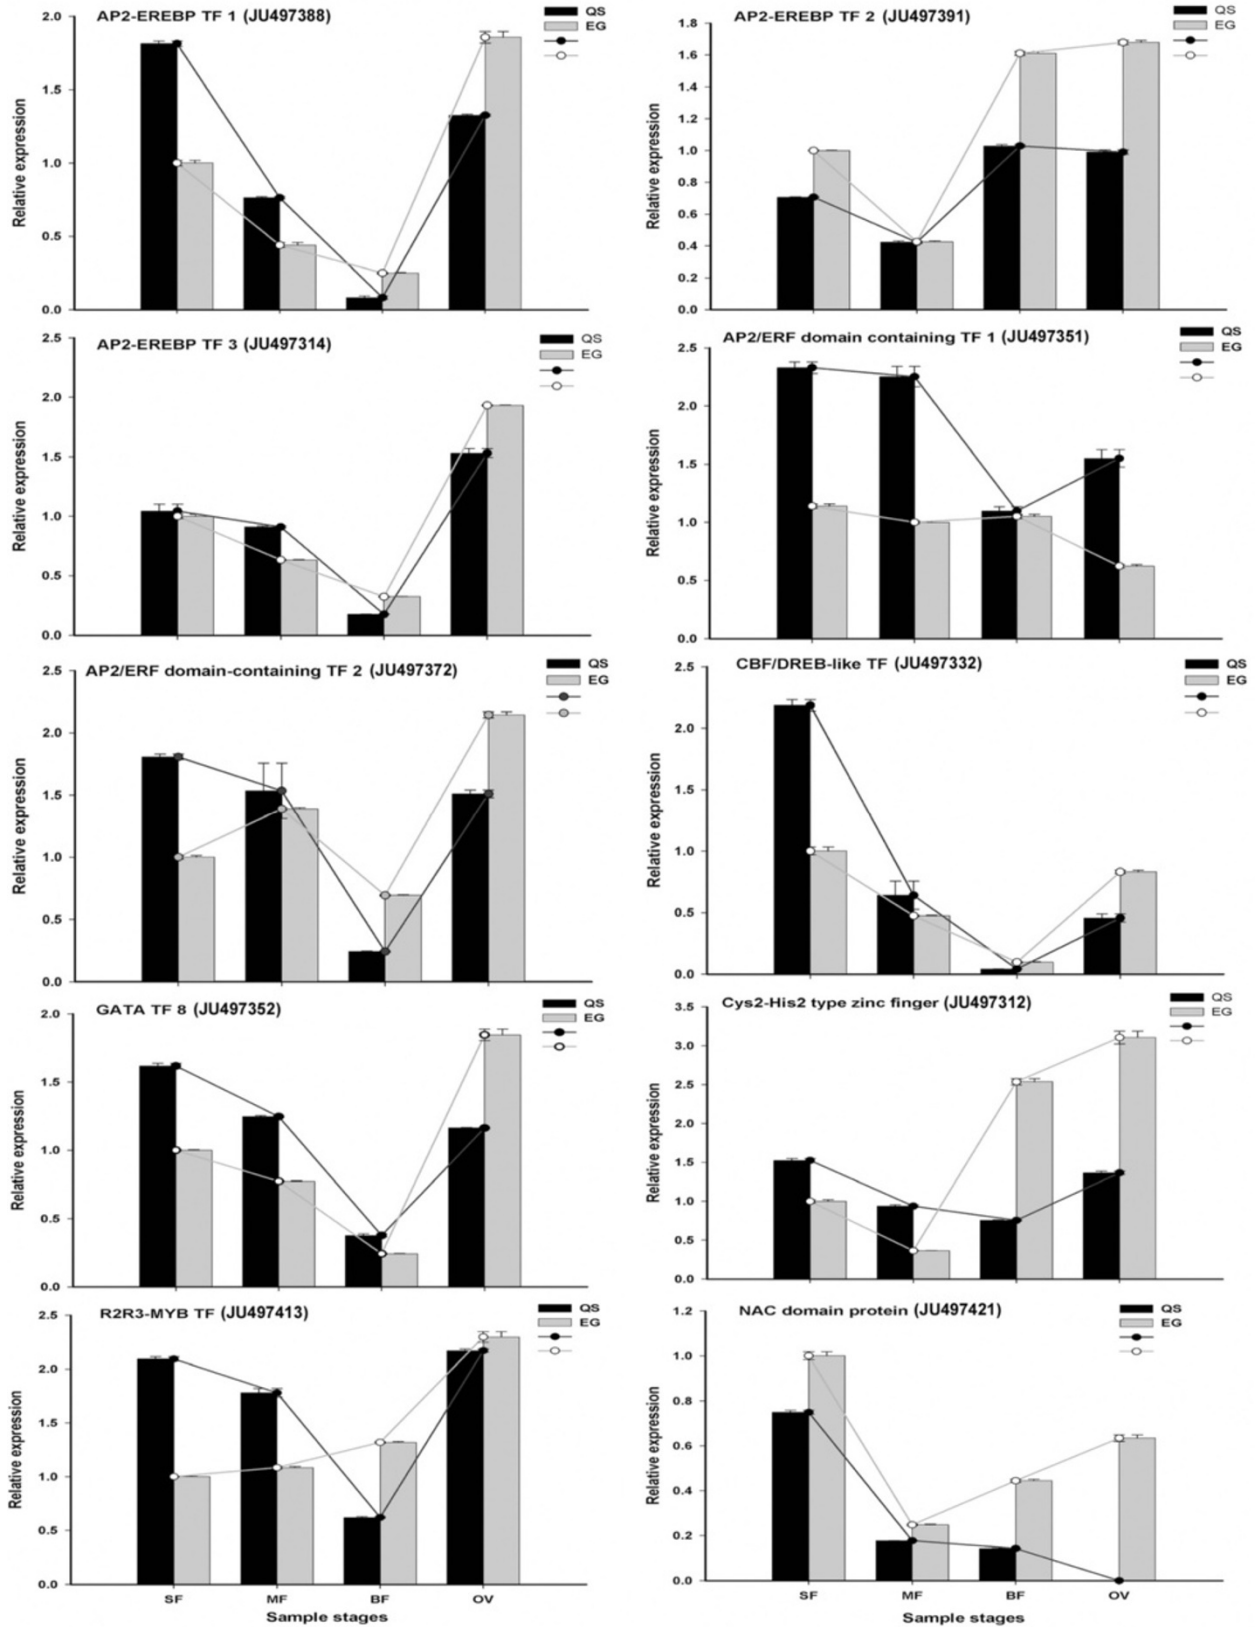 AP2-EREBP TF 1 (JU497388)
QS
EG
2.0
1.5
1.0
0.5
0.0
Relative expression
AP2-EREBP TF 2 (JU497391)
QS
EG
1.8
1.6
1.4
1.2
1.0
0.8
0.6
0.4
0.2
0.0
Relative expression
AP2-EREBP TF 3 (JU497314)
QS
EG
2.5
2.0
1.5
1.0
0.5
0.0
Relative expression
AP2/ERF domain containing TF 1 (JU497351)
QS
EG
2.5
2.0
1.5
1.0
0.5
0.0
Relative expression
AP2/ERF domain-containing TF 2 (JU497372)
QS
EG
2.5
2.0
1.5
1.0
0.5
0.0
Relative expression
CBF/DREB-like TF (JU497332)
QS
EG
2.5
2.0
1.5
1.0
0.5
0.0
Relative expression
GATA TF 8 (JU497352)
QS
EG
2.0
1.5
1.0
0.5
0.0
Relative expression
Cys2-His2 type zinc finger (JU497312)
QS
EG
3.5
3.0
2.5
2.0
1.5
1.0
0.5
0.0
Relative expression
R2R3-MYB TF (JU497413)
QS
EG
2.5
2.0
1.5
1.0
0.5
0.0
Relative expression
SF MF BF OV
Sample stages
NAC domain protein (JU497421)
QS
EG
1.2
1.0
0.8
0.6
0.4
0.2
0.0
Relative expression
SF MF BF OV
Sample stages